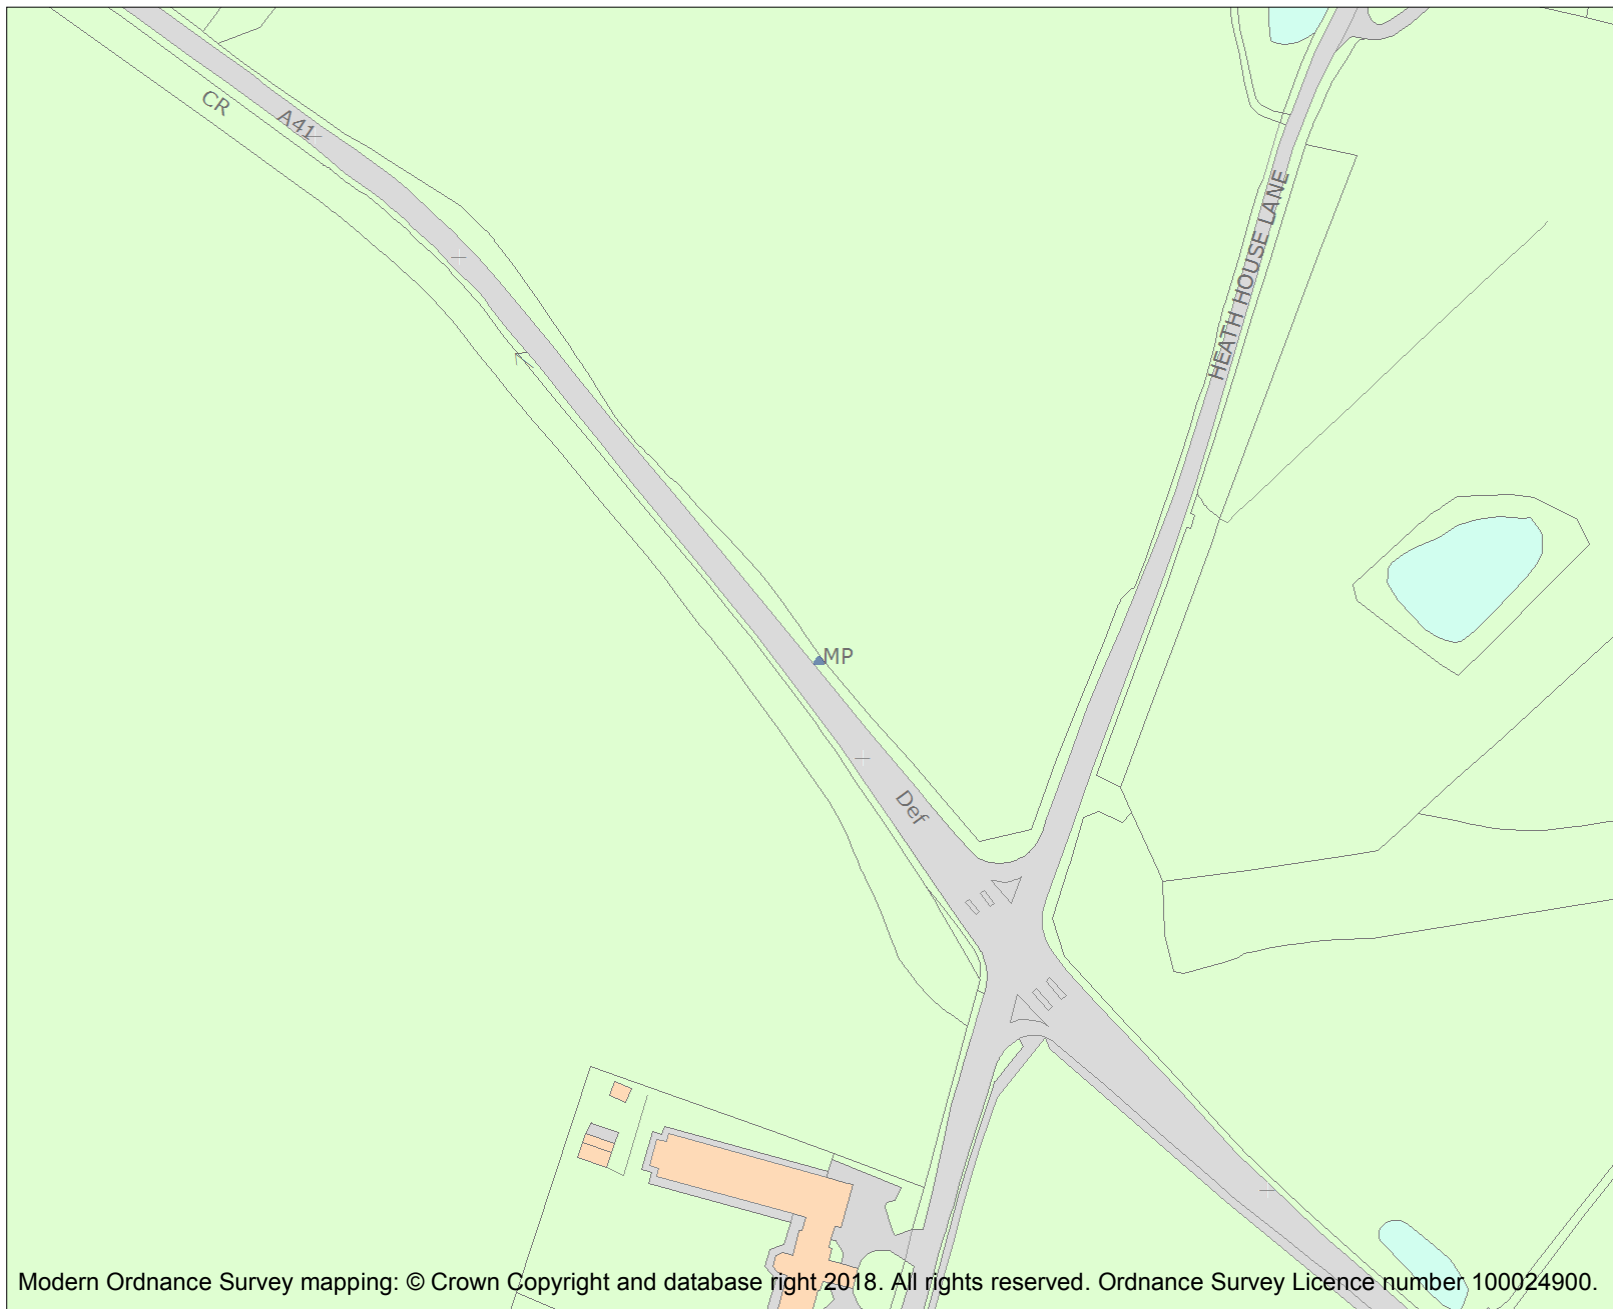 CR
A41
HEATH HOUSE LANE
MP
Def
Modern Ordnance Survey mapping: © Crown Copyright and database right 2018. All rights reserved. Ordnance Survey Licence number 100024900.